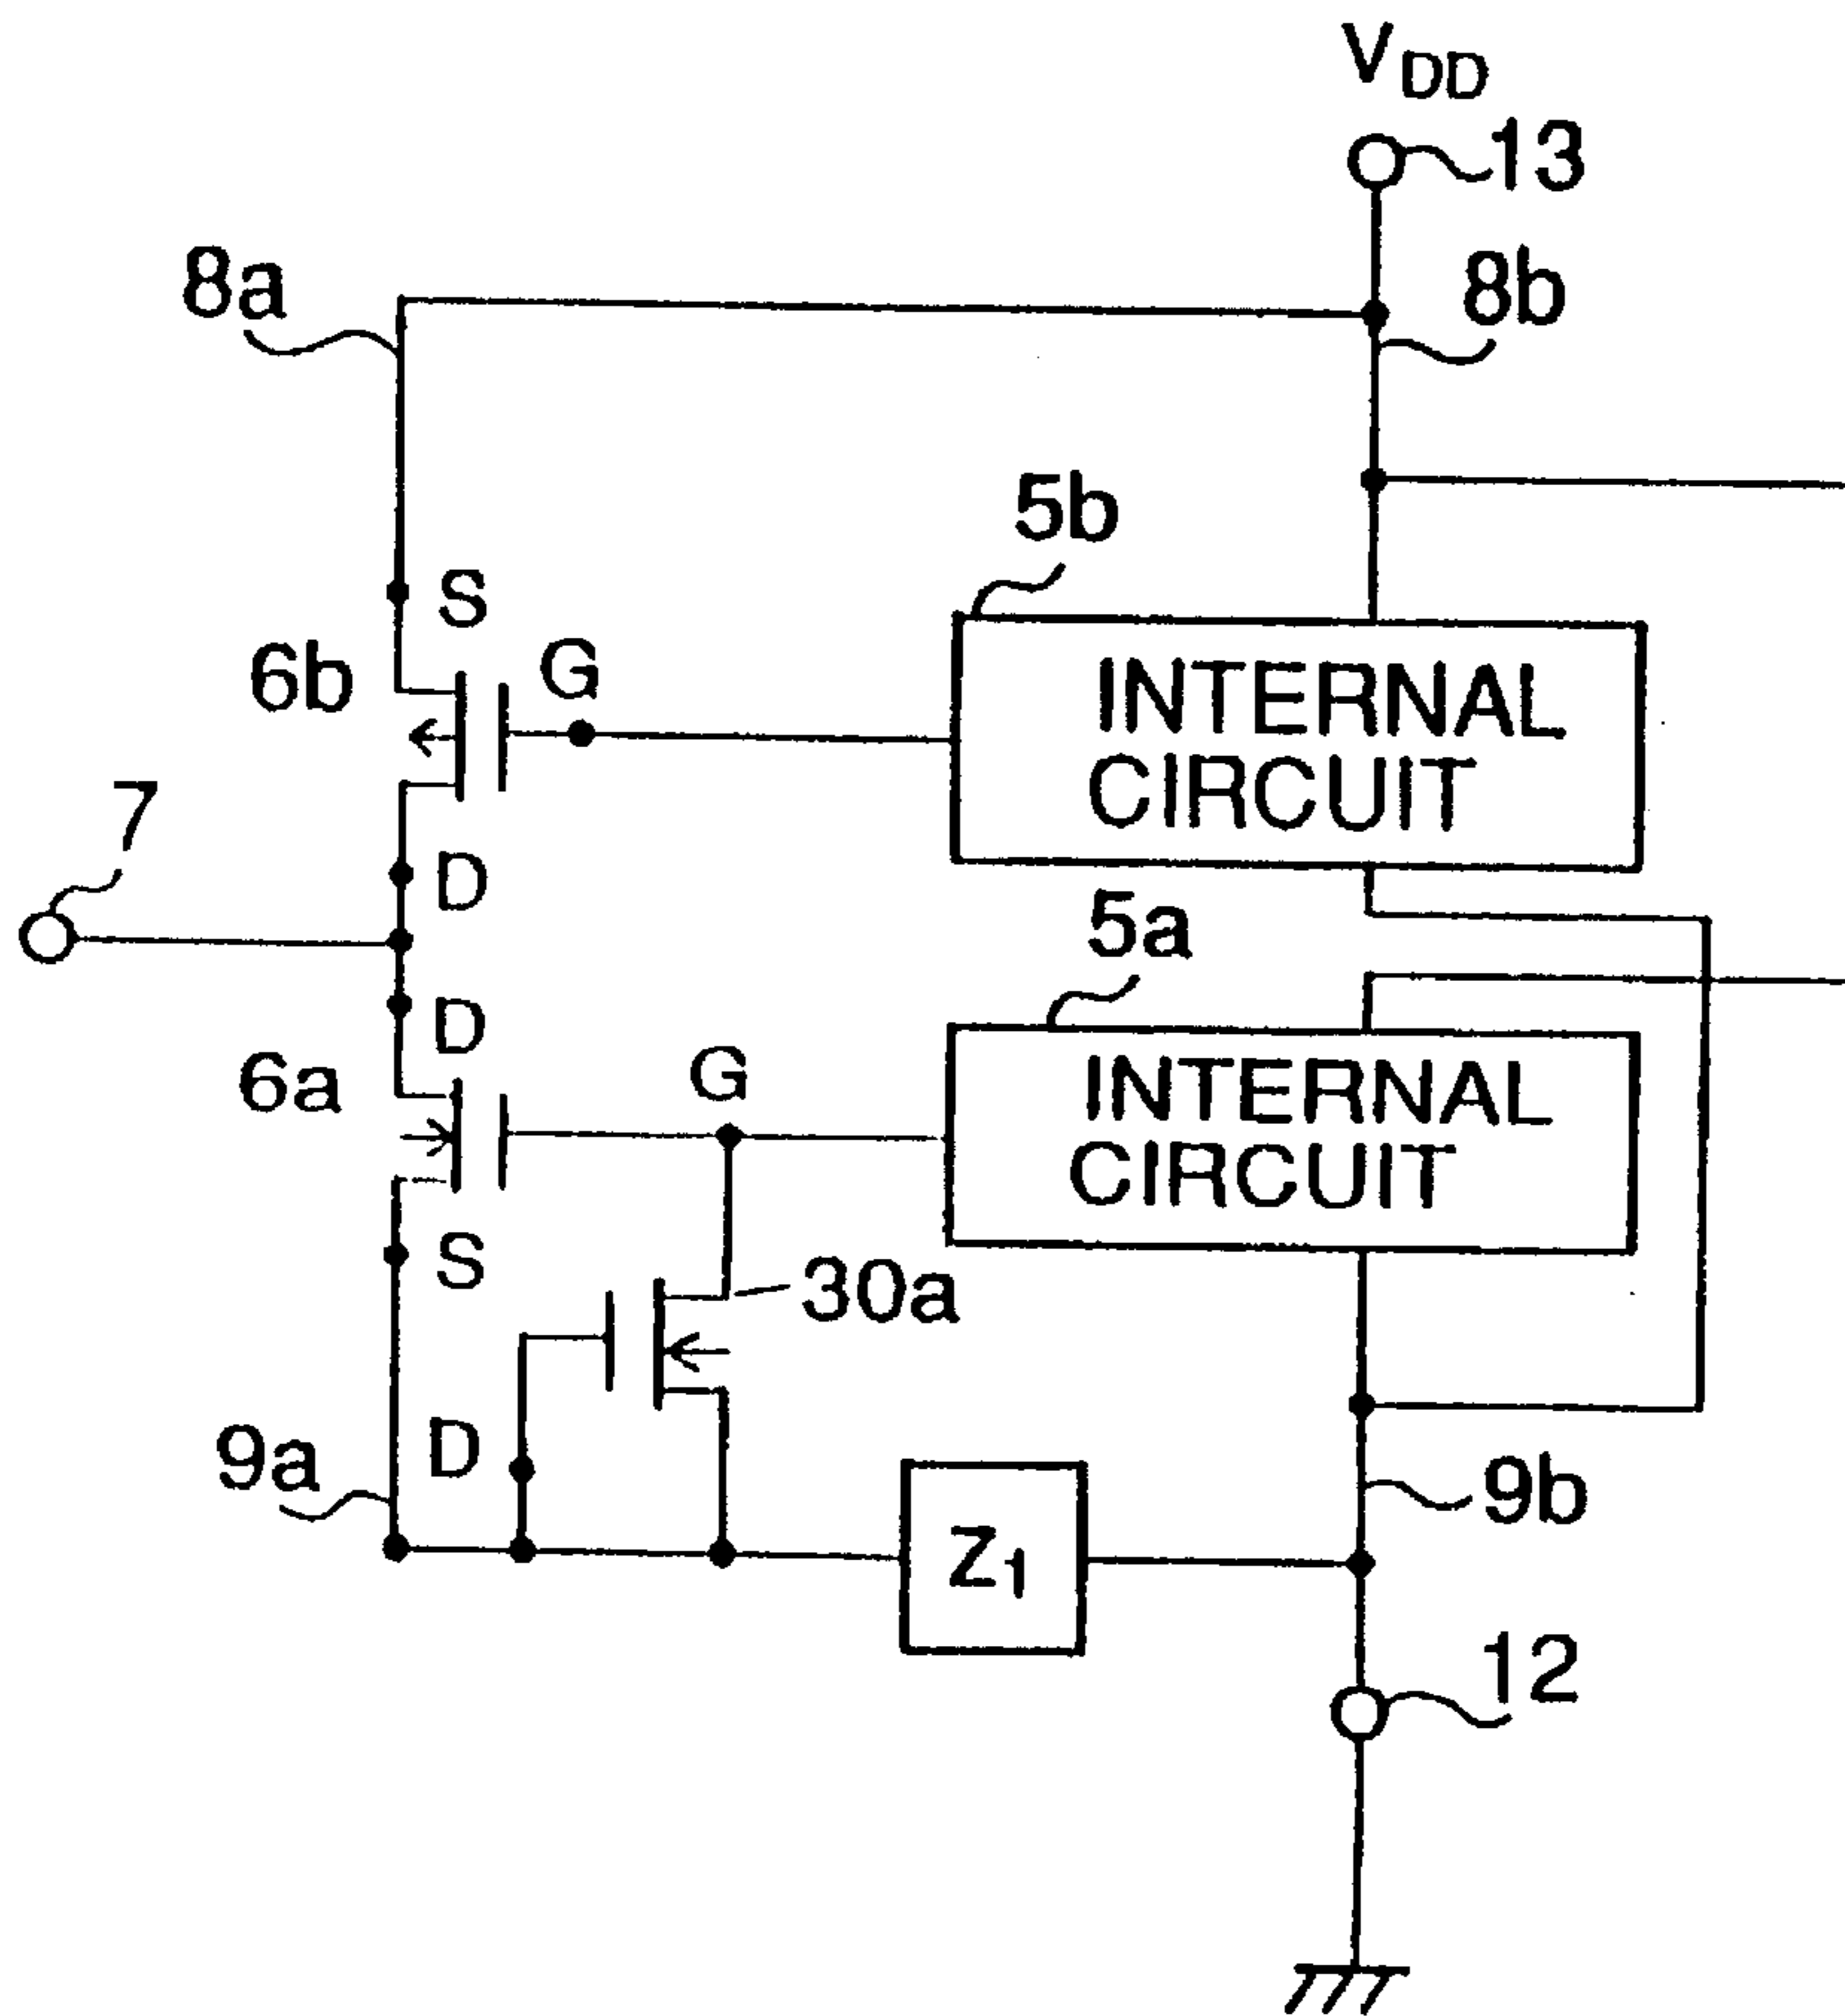 VDD
13
8a
8b
5b
S
6b
G
INTERNAL
CIRCUIT
7
D
5a
D
6a
G
INTERNAL
CIRCUIT
S
30a
9a
D
9b
Z1
12